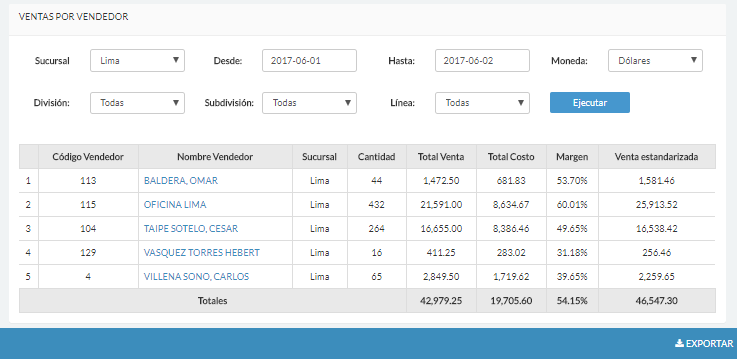 VENTAS POR VENDEDOR
Sucursal Lima Desde: 2017-06-01 Hasta: 2017-06-02 Moneda: Dólares
División: Todas Subdivisión: Todas Línea: Todas Ejecutar
Código Vendedor Nombre Vendedor Sucursal Cantidad Total Venta Total Costo Margen Venta estandarizada
1 113 BALDERA, OMAR Lima 44 1,472.50 681.83 53.70% 1,581.46
2 115 OFICINA LIMA Lima 432 21,591.00 8,634.67 60.01% 25,913.52
3 104 TAIPE SOTELO, CESAR Lima 264 16,655.00 8,386.46 49.65% 16,538.42
4 129 VASQUEZ TORRES HEBERT Lima 16 411.25 283.02 31.18% 256.46
5 4 VILLENA SONO, CARLOS Lima 65 2,849.50 1,719.62 39.65% 2,259.65
Totales 42,979.25 19,705.60 54.15% 46,547.30
EXPORTAR